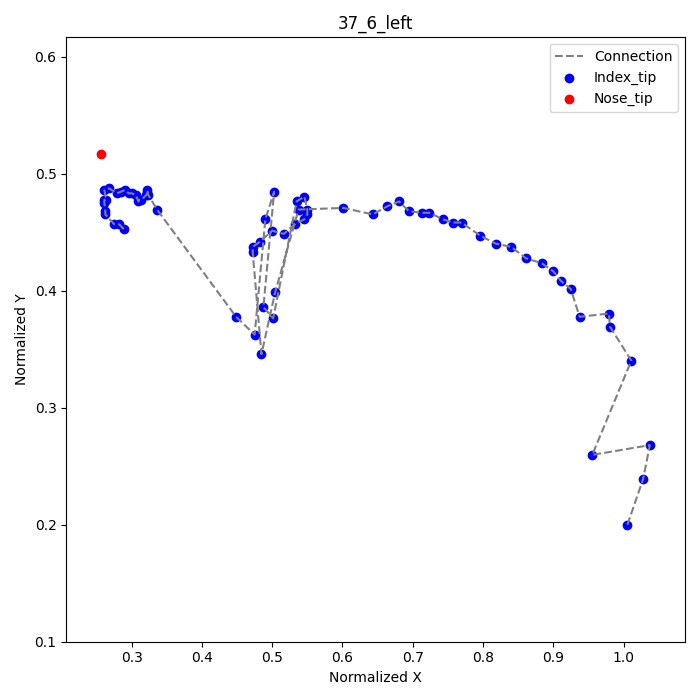 37_6_left
Connection
Index_tip
Nose_tip
0.6
0.5
0.4
0.3
0.2
0.1
Normalized Y
0.3 0.4 0.5 0.6 0.7 0.8 0.9 1.0
Normalized X